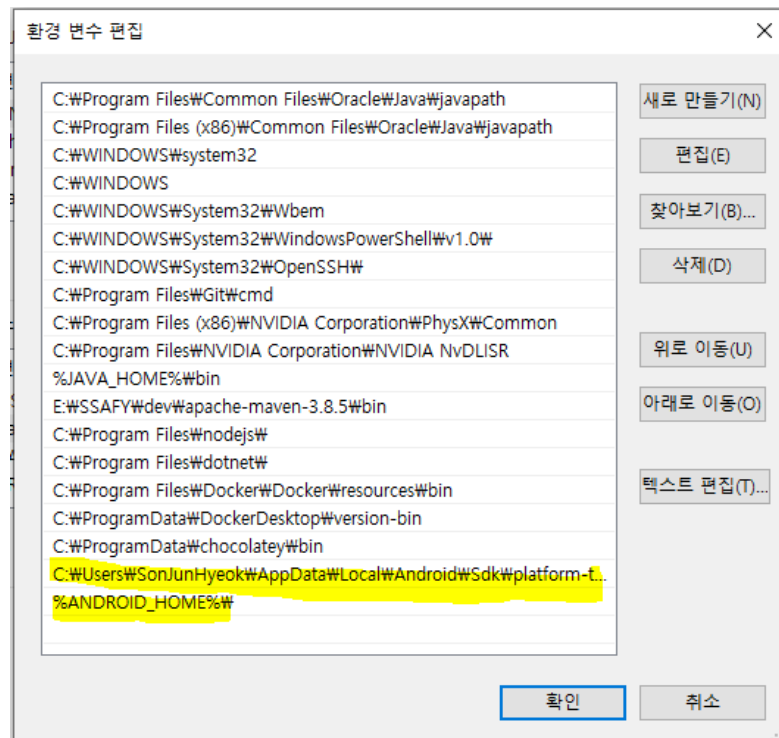 환경 변수 편집
C:₩Program Files₩Common Files₩Oracle₩Java₩javapath
C:₩Program Files (x86)₩Common Files₩Oracle₩Java₩javapath
C:₩WINDOWS₩system32
C:₩WINDOWS
C:₩WINDOWS₩System32₩Wbem
C:₩WINDOWS₩System32₩WindowsPowerShell₩v1.0₩
C:₩WINDOWS₩System32₩OpenSSH₩
C:₩Program Files₩Git₩cmd
C:₩Program Files (x86)₩NVIDIA Corporation₩PhysX₩Common
C:₩Program Files₩NVIDIA Corporation₩NVIDIA NvDLISR
%JAVA_HOME%₩bin
E:₩SSAFY₩dev₩apache-maven-3.8.5₩bin
C:₩Program Files₩nodejs₩
C:₩Program Files₩dotnet₩
C:₩Program Files₩Docker₩Docker₩resources₩bin
C:₩ProgramData₩DockerDesktop₩version-bin
C:₩ProgramData₩chocolatey₩bin
C:₩Users₩SonJunHyeok₩AppData₩Local₩Android₩Sdk₩platform-t...
%ANDROID_HOME%₩
새로 만들기(N)
편집(E)
찾아보기(B)...
삭제(D)
위로 이동(U)
아래로 이동(O)
텍스트 편집(T)...
확인
취소